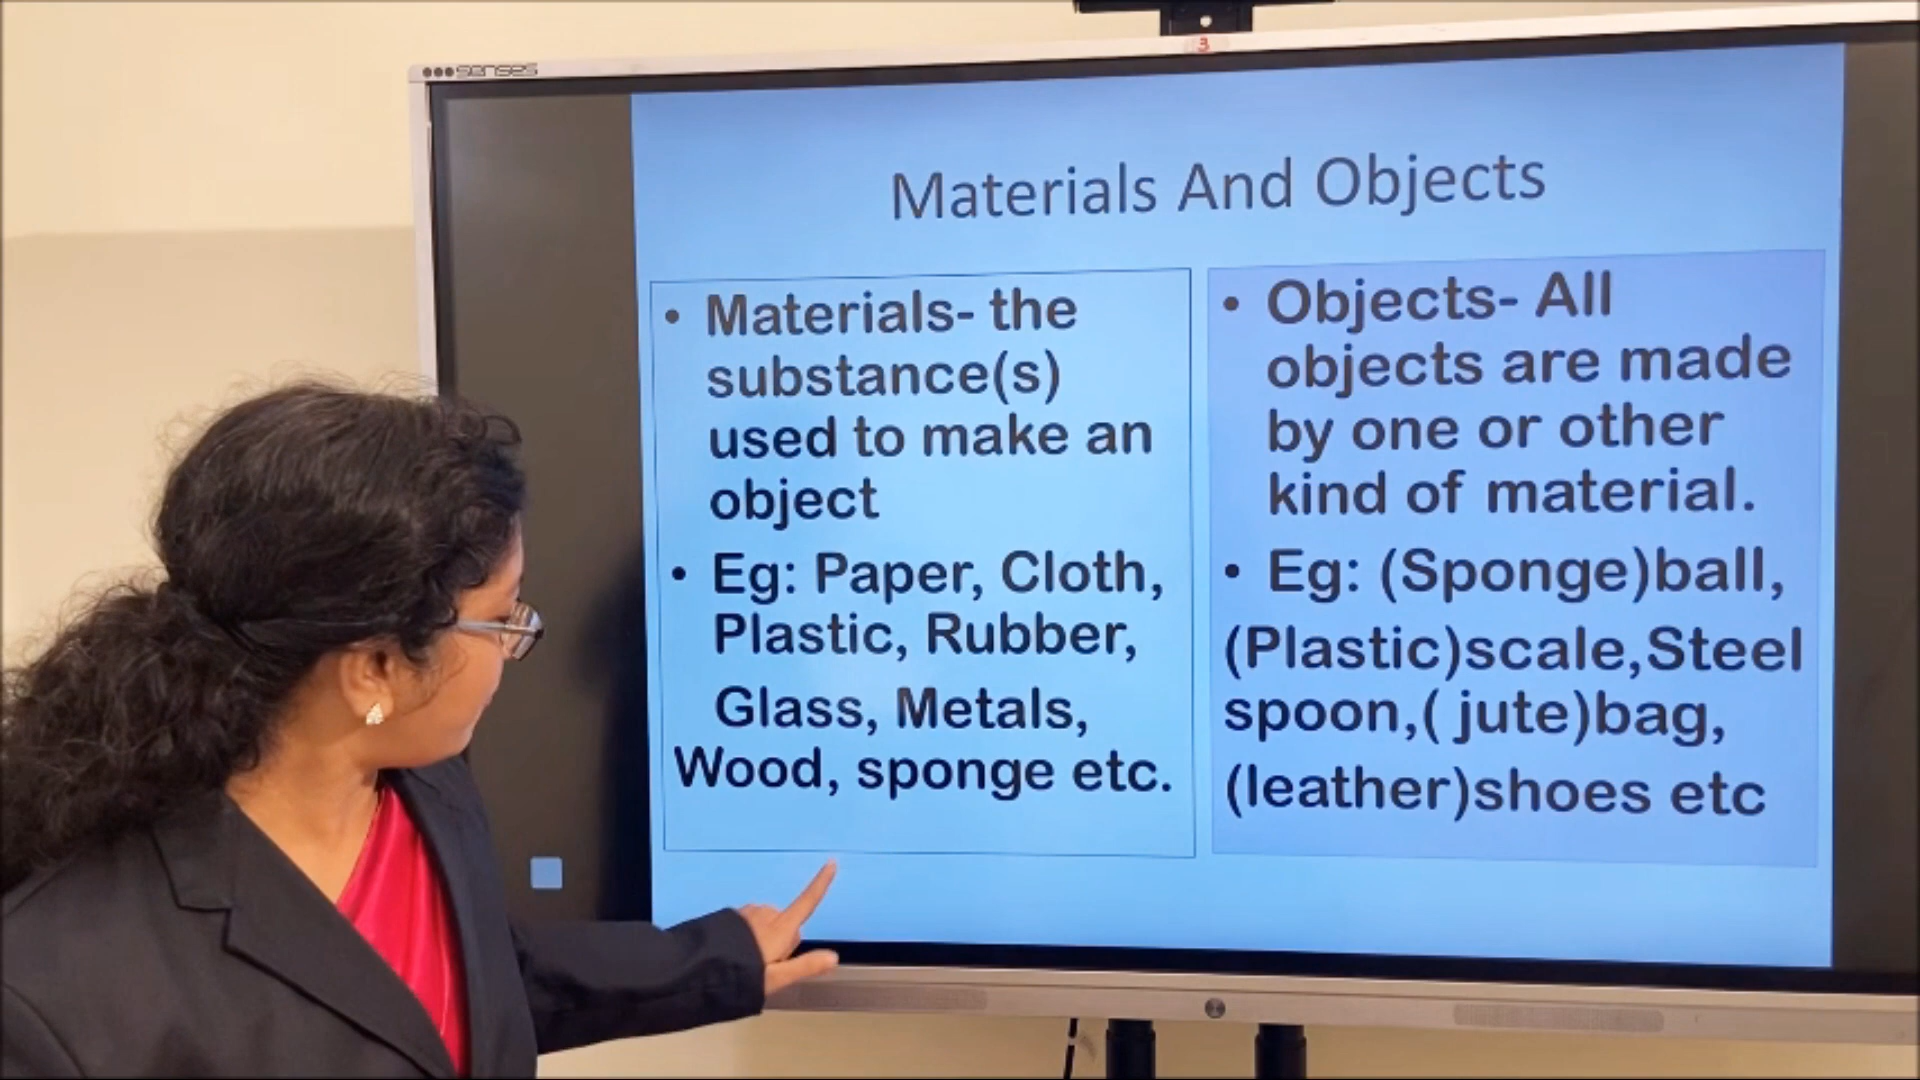 senses
3
Materials And Objects
• Materials- the
substance(s)
used to make an
object
• Eg: Paper, Cloth,
Plastic, Rubber,
Glass, Metals,
Wood, sponge etc.
• Objects- All
objects are made
by one or other
kind of material.
• Eg: (Sponge)ball,
(Plastic)scale,Steel
spoon,( jute)bag,
(leather)shoes etc